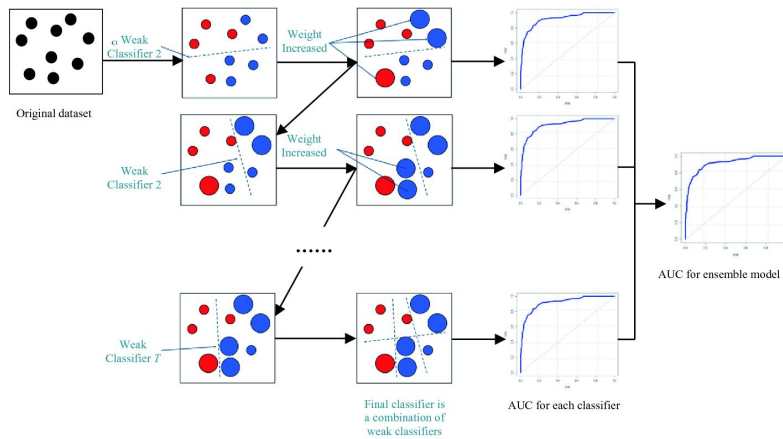 Weak
Classifier 2
Weight
Increased
Original dataset
Weak
Classifier 2
Weight
Increased
......
AUC for ensemble model
Weak
Classifier T
Final classifier is
a combination of
weak classifiers
AUC for each classifier